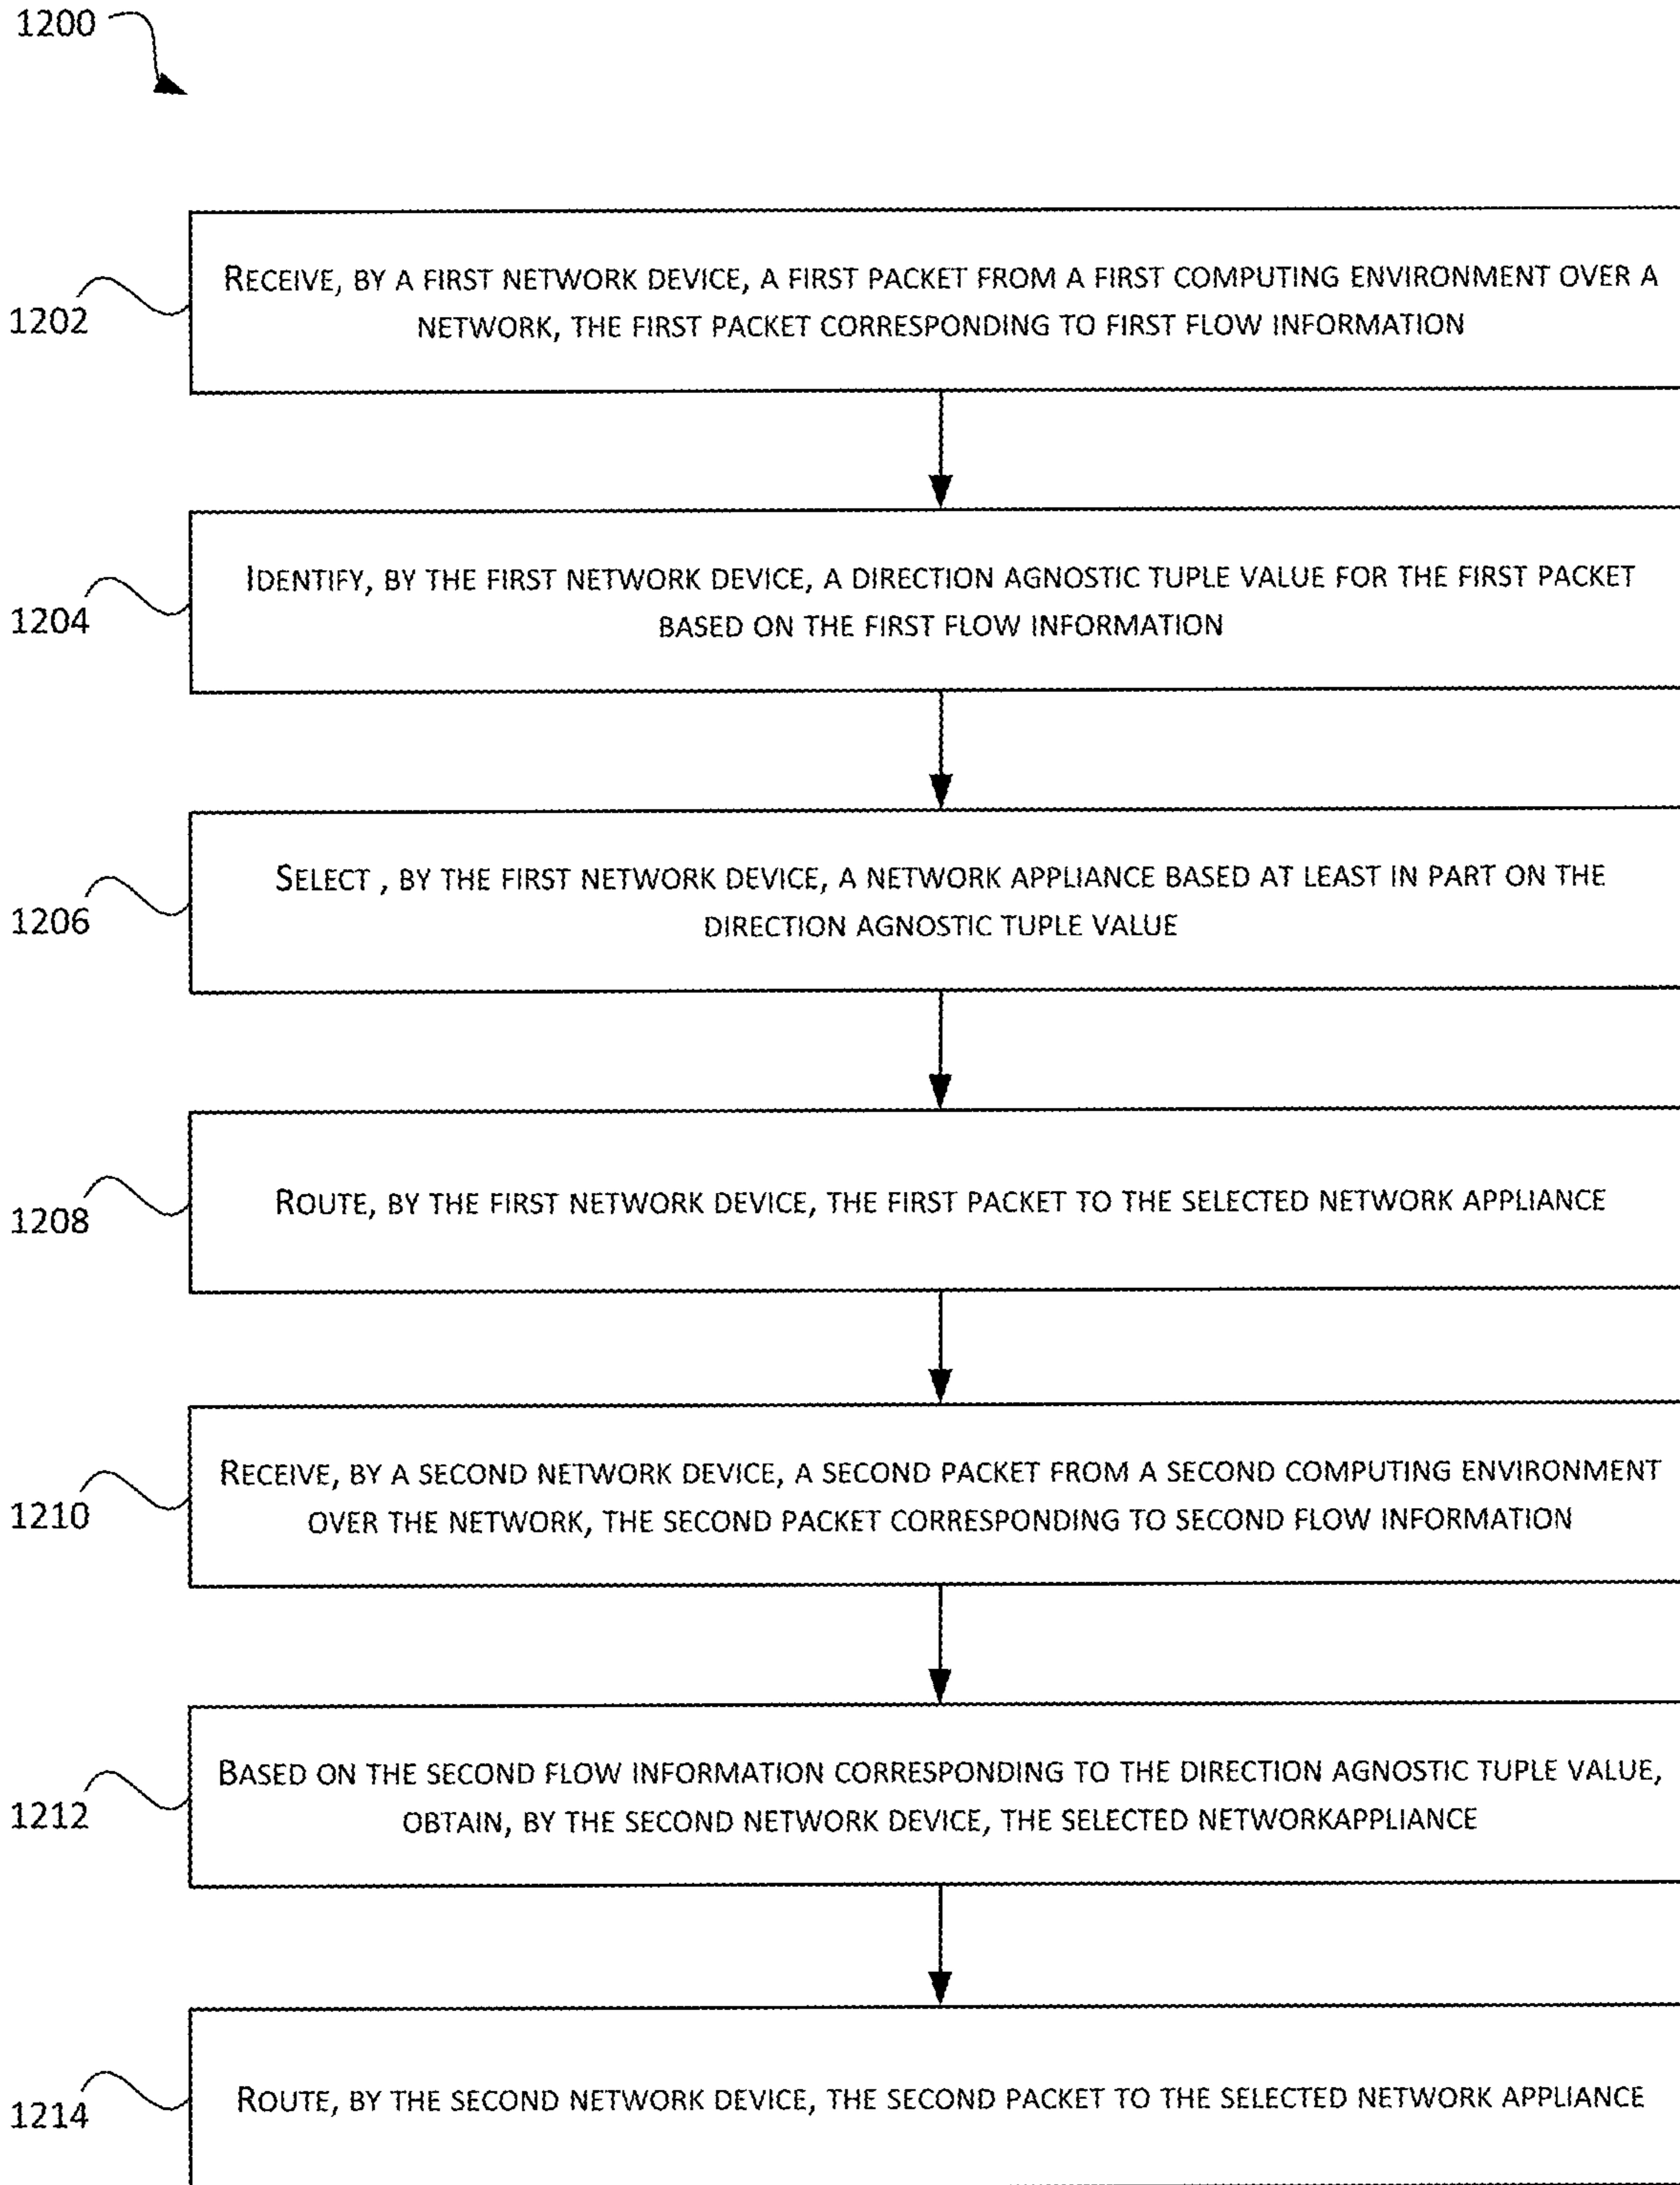 1200
RECEIVE, BY A FIRST NETWORK DEVICE, A FIRST PACKET FROM A FIRST COMPUTING ENVIRONMENT OVER A
NETWORK, THE FIRST PACKET CORRESPONDING TO FIRST FLOW INFORMATION
1202
IDENTIFY, BY THE FIRST NETWORK DEVICE, A DIRECTION AGNOSTIC TUPLE VALUE FOR THE FIRST PACKET
BASED ON THE FIRST FLOW INFORMATION
1204
SELECT , BY THE FIRST NETWORK DEVICE, A NETWORK APPLIANCE BASED AT LEAST IN PART ON THE
DIRECTION AGNOSTIC TUPLE VALUE
1206
ROUTE, BY THE FIRST NETWORK DEVICE, THE FIRST PACKET TO THE SELECTED NETWORK APPLIANCE
1208
RECEIVE, BY A SECOND NETWORK DEVICE, A SECOND PACKET FROM A SECOND COMPUTING ENVIRONMENT
OVER THE NETWORK, THE SECOND PACKET CORRESPONDING TO SECOND FLOW INFORMATION
1210
BASED ON THE SECOND FLOW INFORMATION CORRESPONDING TO THE DIRECTION AGNOSTIC TUPLE VALUE,
OBTAIN, BY THE SECOND NETWORK DEVICE, THE SELECTED NETWORKAPPLIANCE
1212
ROUTE, BY THE SECOND NETWORK DEVICE, THE SECOND PACKET TO THE SELECTED NETWORK APPLIANCE
1214